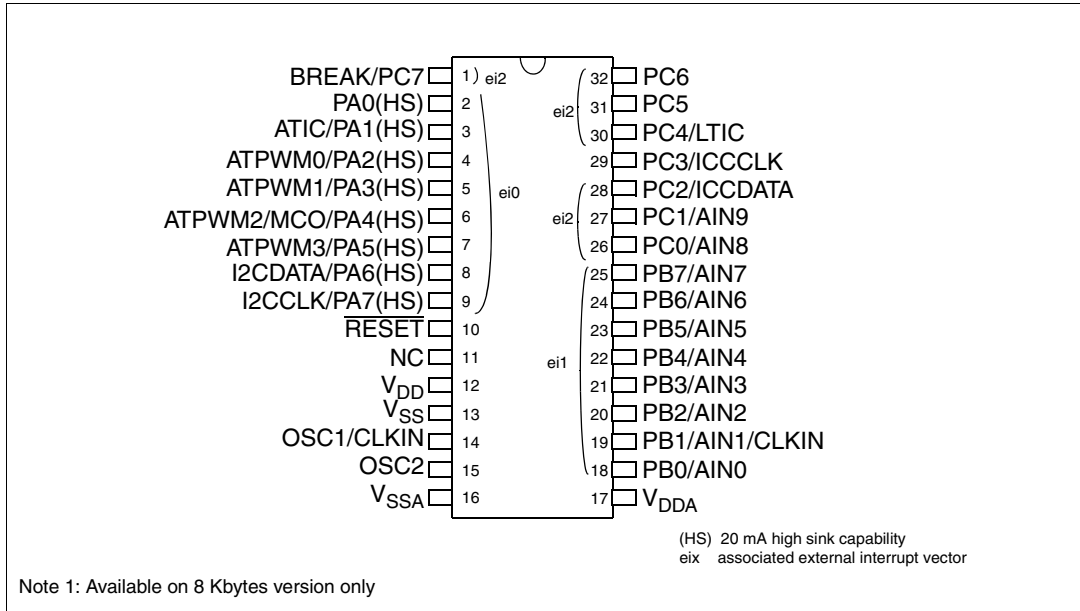 BREAK/PC7 1 ) ei2 32 PC6
PA0(HS) 2 31 PC5
ei2
ATIC/PA1(HS) 3 30 PC4/LTIC
ATPWM0/PA2(HS) 4 29 PC3/ICCCLK
ATPWM1/PA3(HS) 5 ei0 28 PC2/ICCDATA
ATPWM2/MCO/PA4(HS) 6 ei2 27 PC1/AIN9
ATPWM3/PA5(HS) 7 26 PC0/AIN8
I2CDATA/PA6(HS) 8 25 PB7/AIN7
I2CCLK/PA7(HS) 9 24 PB6/AIN6
RESET 10 23 PB5/AIN5
NC 11 ei1 22 PB4/AIN4
VDD 12 21 PB3/AIN3
VSS 13 20 PB2/AIN2
OSC1/CLKIN 14 19 PB1/AIN1/CLKIN
OSC2 15 18 PB0/AIN0
VSSA 16 17 VDDA
(HS) 20 mA high sink capability
eix associated external interrupt vector
Note 1: Available on 8 Kbytes version only